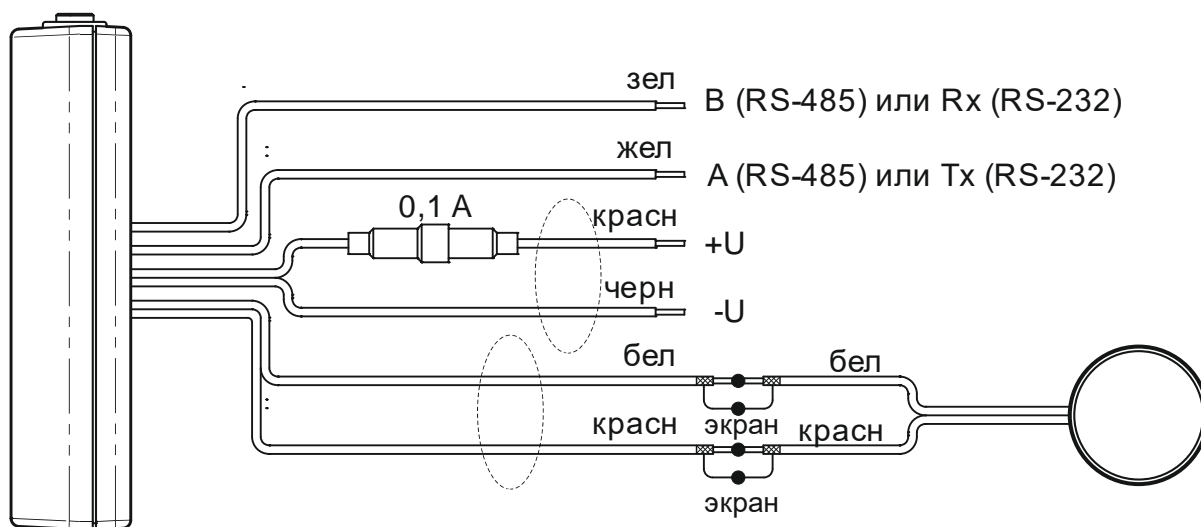 зел
B (RS-485) или Rx (RS-232)
жел
A (RS-485) или Tx (RS-232)
0,1 A
красн
+U
черн
-U
бел
бел
экран
красн
красн
экран